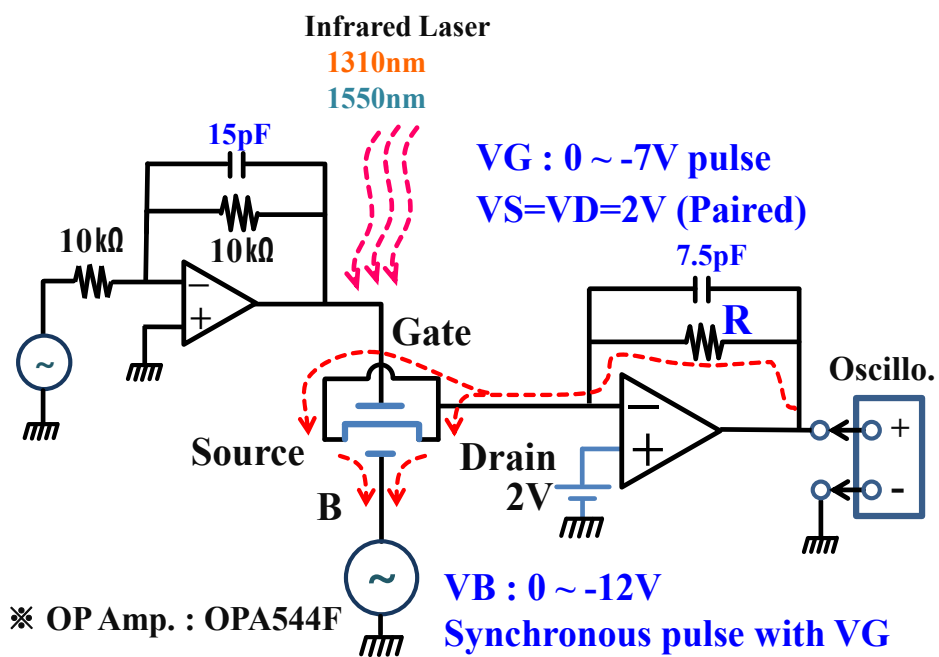 Infrared Laser
1310nm
1550nm
15pF
10kΩ
10kΩ
−
+
~
VG : 0 ~ -7V pulse
VS=VD=2V (Paired)
7.5pF
R
Gate
Source
Drain
2V
B
~
−
+
Oscillo.
+
-
VB : 0 ~ -12V
Synchronous pulse with VG
※ OP Amp. : OPA544F